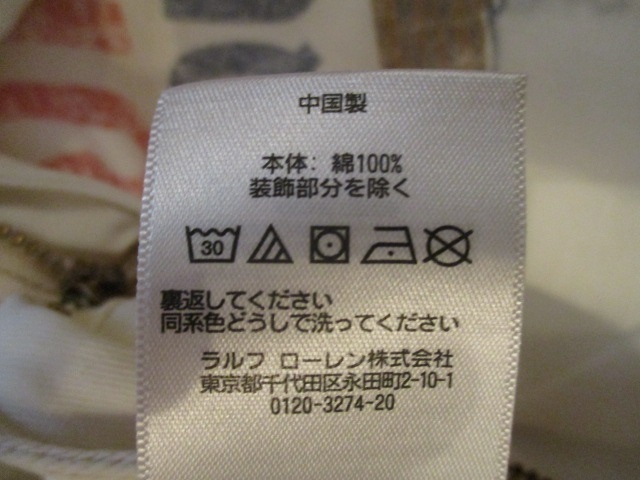 中国製
本体: 綿100%
装飾部分を除く
30
裏返してください
同系色どうしで洗ってください
ラルフ ローレン株式会社
東京都千代田区永田町2-10-1
0120-3274-20